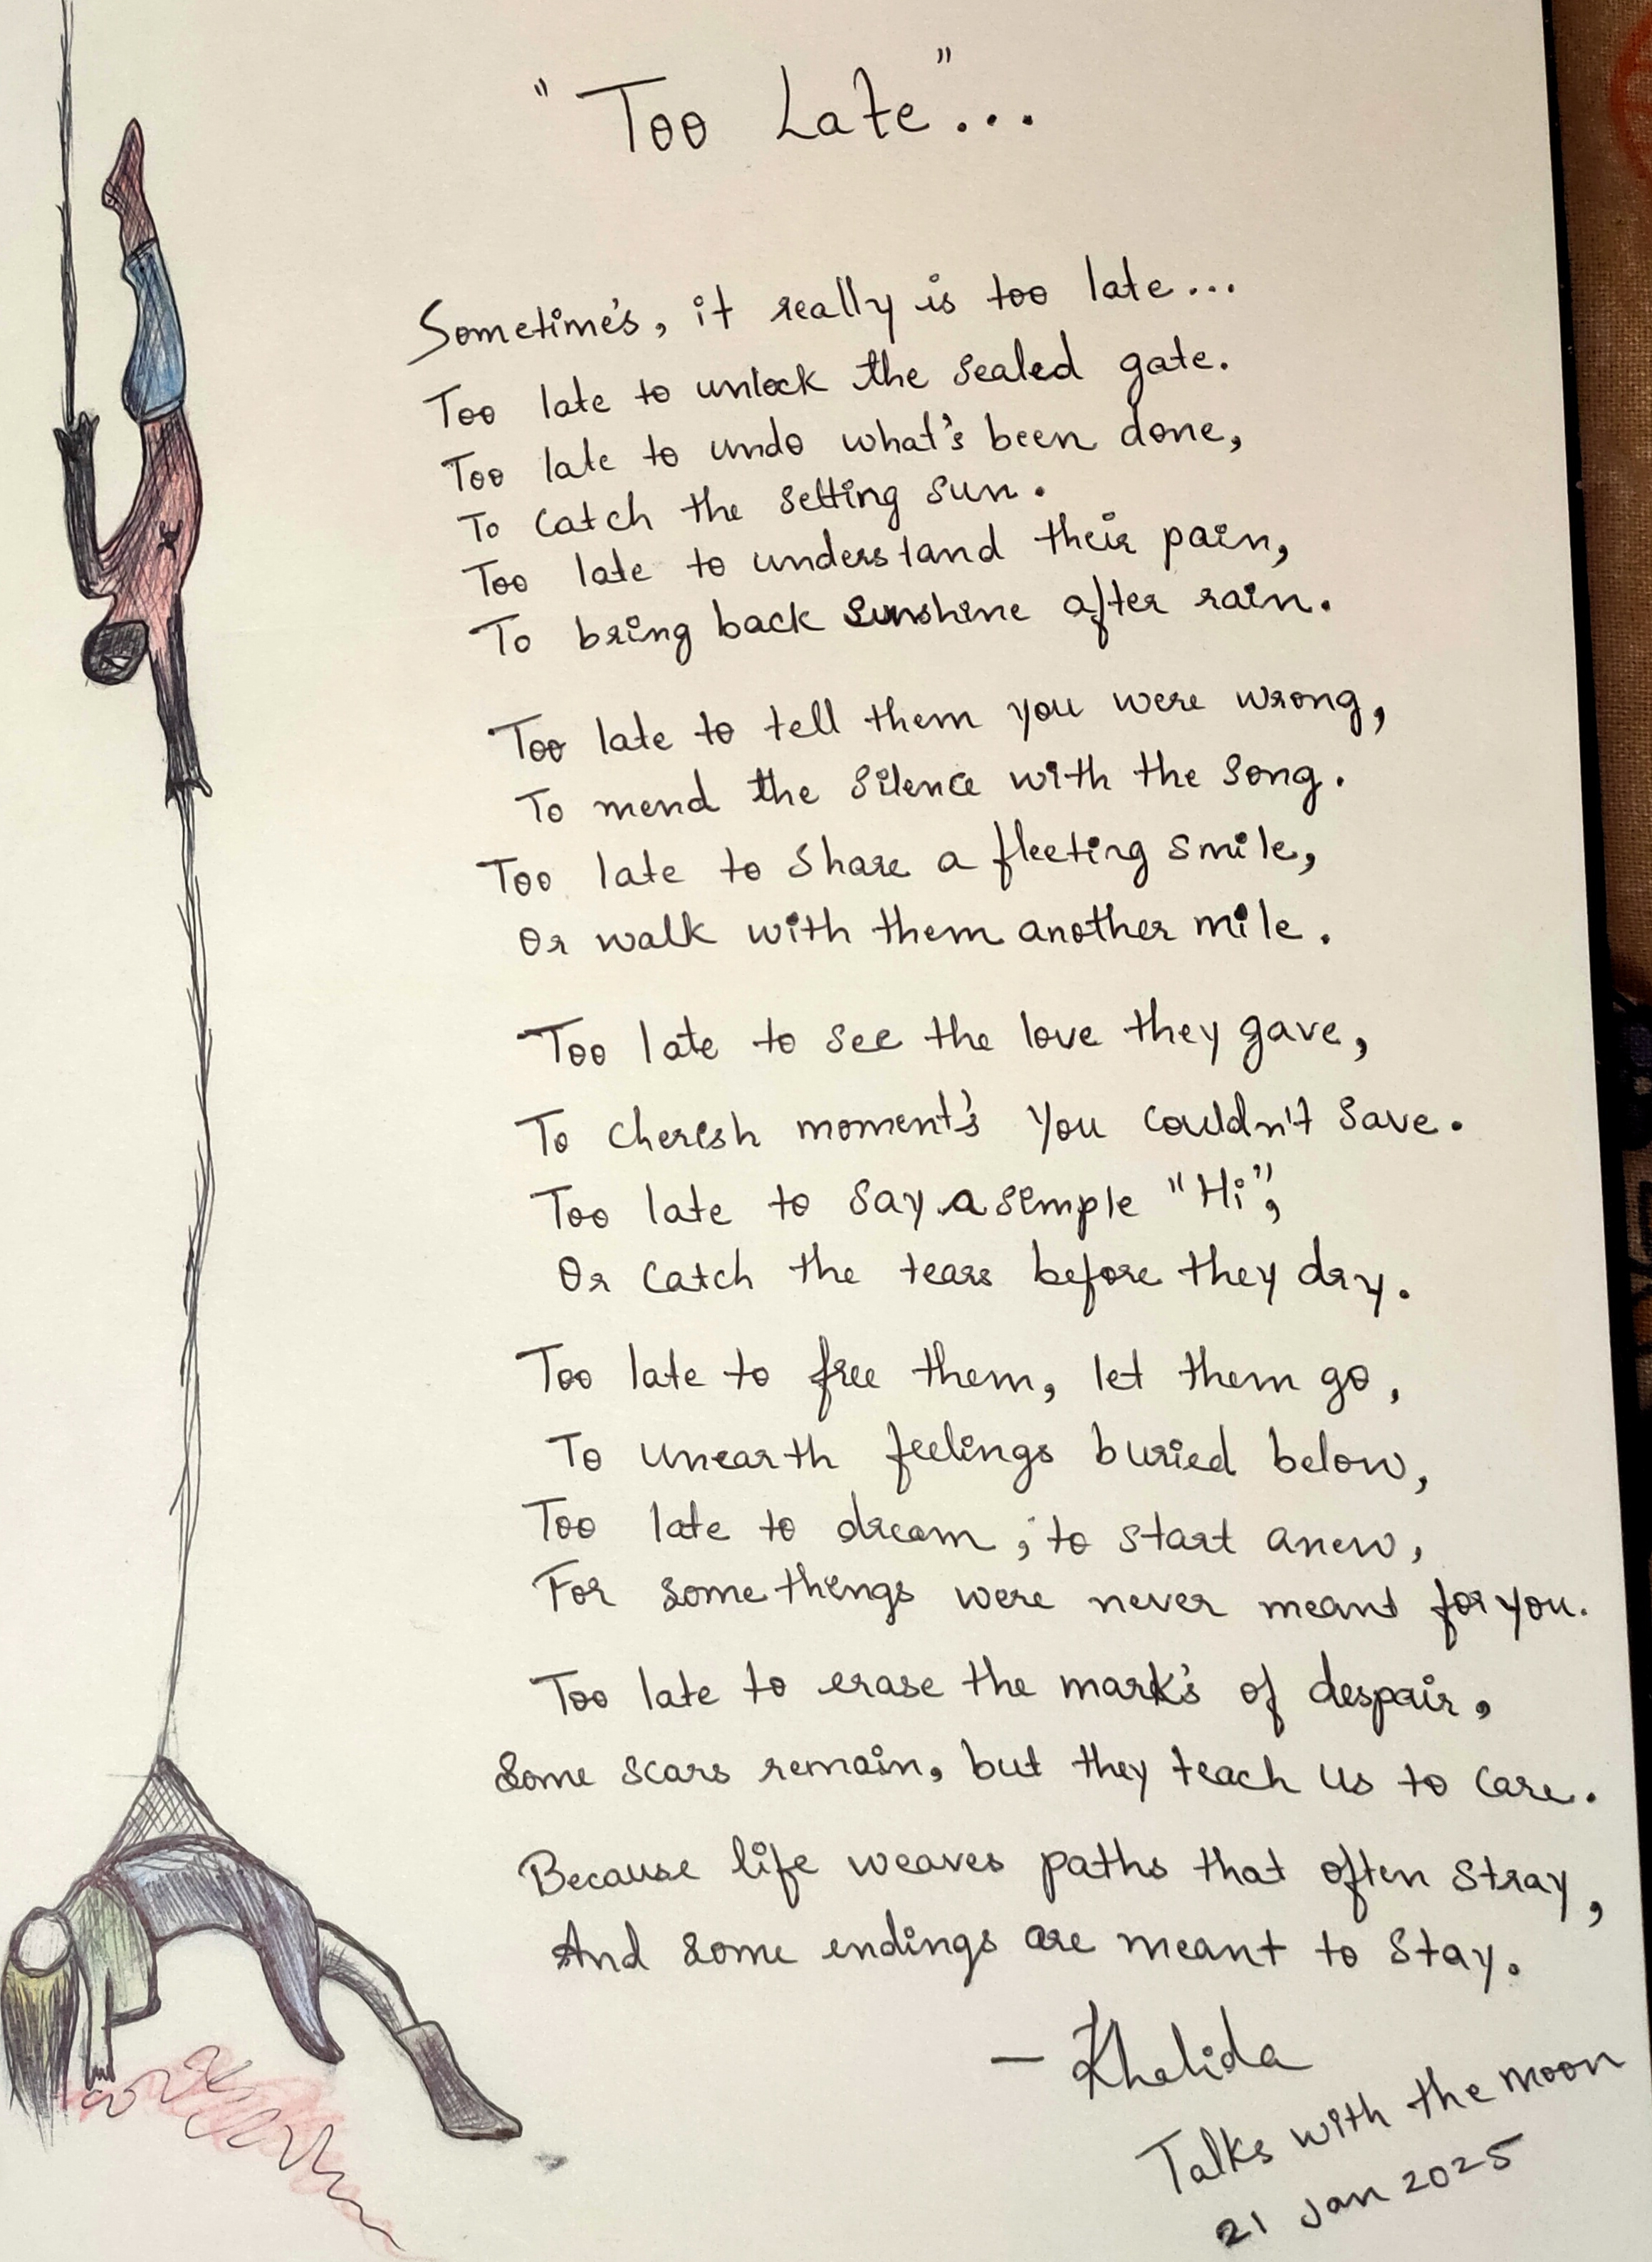 "Too Late"...
Sometime's, it really is too late...
Too late to unlock the sealed gate.
Too late to undo what's been done,
To catch the setting sun.
Too late to understand their pain,
To bring back sunshine after rain.
Too late to tell them you were wrong,
To mend the silence with the song.
Too late to share a fleeting smile,
Or walk with them another mile.
Too late to see the love they gave,
To cherish moment's you couldn't save.
Too late to say a simple "Hi",
Or catch the tears before they dry.
Too late to free them, let them go,
To unearth feelings buried below,
Too late to dream ; to start anew,
For some things were never meant for you.
Too late to erase the mark's of despair,
Some scars remain, but they teach us to care.
Because life weaves paths that often stray,
And some endings are meant to stay.
— Khalida
Talks with the moon
21 Jan 2025